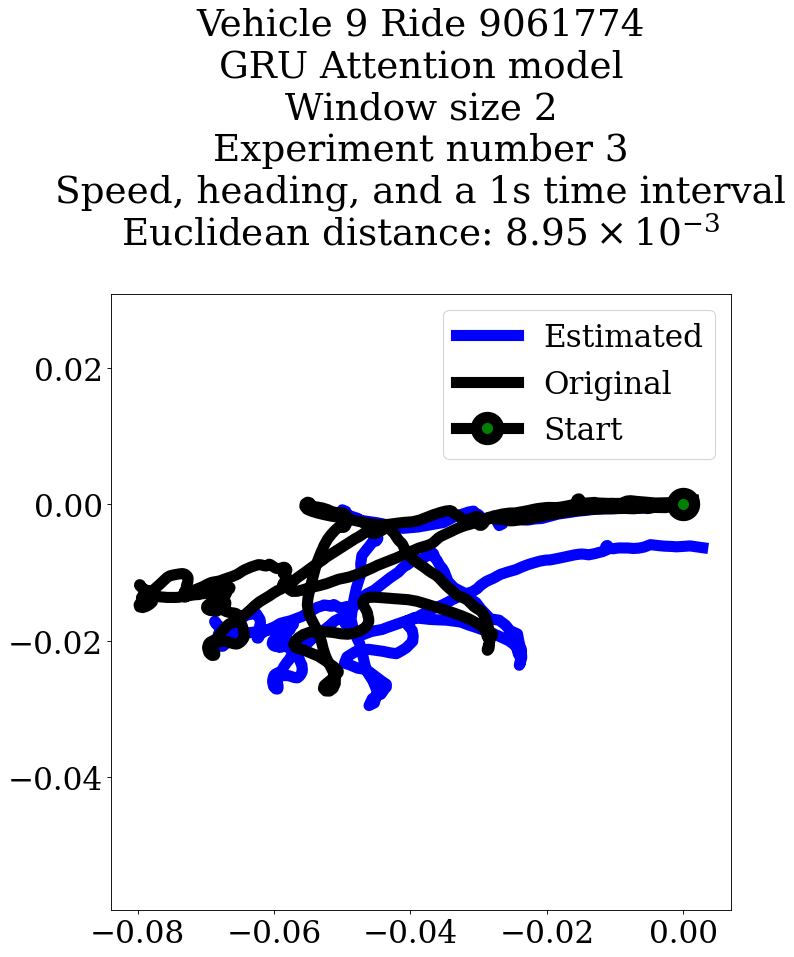 Vehicle 9 Ride 9061774
GRU Attention model
Window size 2
Experiment number 3
Speed, heading, and a 1s time interval
Euclidean distance: 8.95 × 10⁻³
Estimated
Original
Start
0.02
0.00
−0.02
−0.04
−0.08 −0.06 −0.04 −0.02 0.00